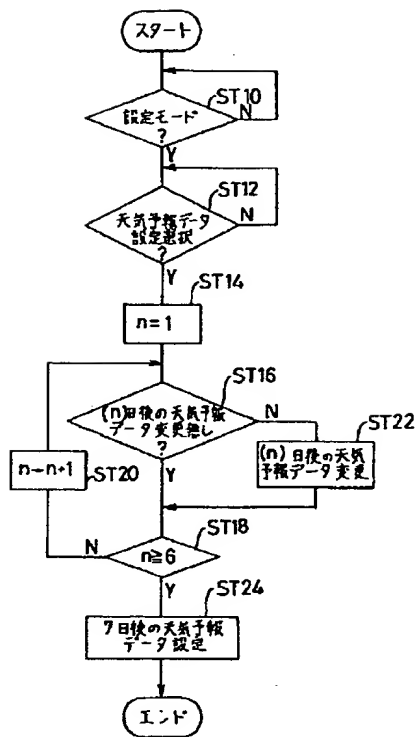 スタート
ST10
設定モード
?
N
Y
ST12
天気予報データ
設定選択
?
N
Y
ST14
n=1
ST16
(n)日後の天気予報
データ変更無し
?
N
Y
ST22
(n)日後の天気
予報データ変更
n←n+1
ST20
ST18
n≧6
N
Y
ST24
7日後の天気予報
データ設定
エンド